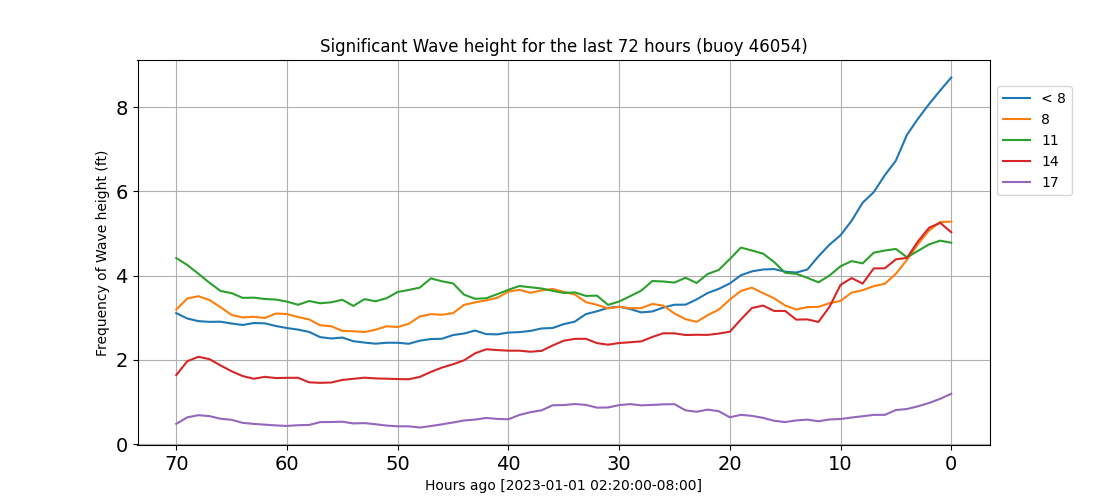 Significant Wave height for the last 72 hours (buoy 46054)
Frequency of Wave height (ft)
8
6
4
2
0
70 60 50 40 30 20 10 0
Hours ago [2023-01-01 02:20:00-08:00]
< 8
8
11
14
17